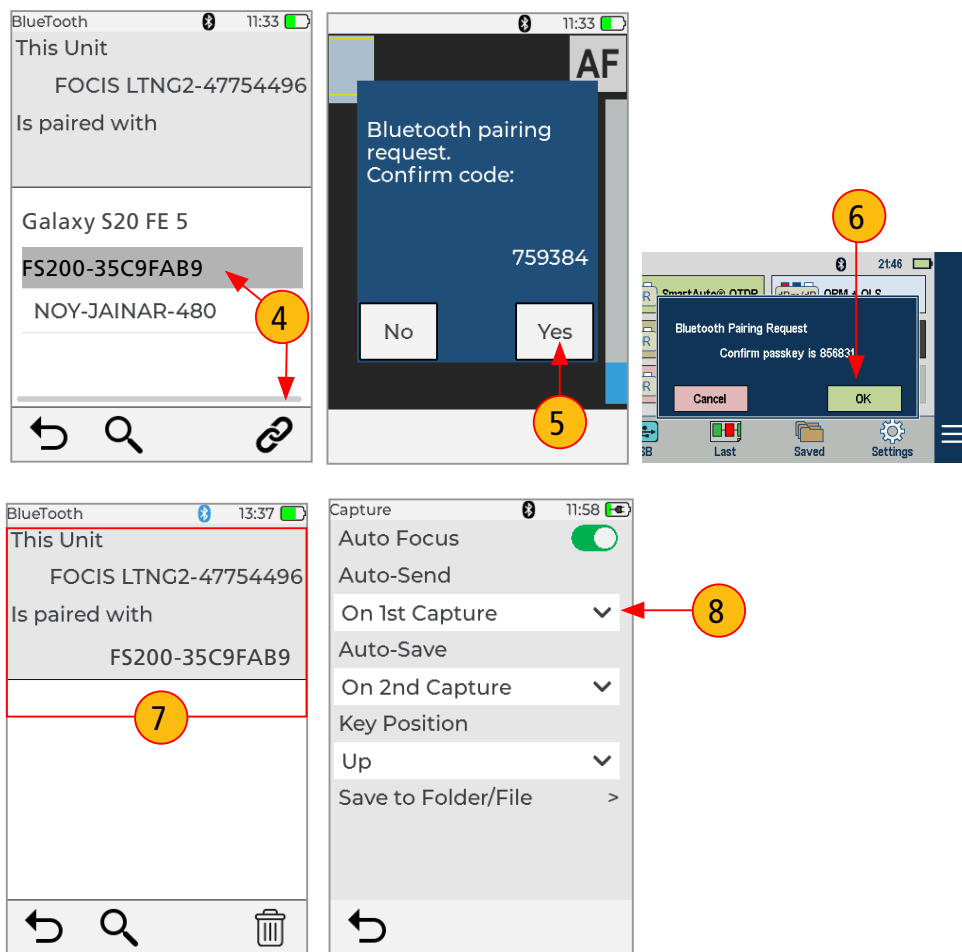 BlueTooth 11:33
This Unit
FOCIS LTNG2-47754496
Is paired with
Galaxy S20 FE 5
FS200-35C9FAB9
NOY-JAINAR-480
4
11:33
AF
Bluetooth pairing
request.
Confirm code:
759384
No Yes
5
6
21:46
SmartAuto® OTDR OPM + OLS
Bluetooth Pairing Request
Confirm passkey is 856831
Cancel OK
SB Last Saved Settings
BlueTooth 13:37
This Unit
FOCIS LTNG2-47754496
Is paired with
FS200-35C9FAB9
7
Capture 11:58
Auto Focus
Auto-Send
On 1st Capture
8
Auto-Save
On 2nd Capture
Key Position
Up
Save to Folder/File >